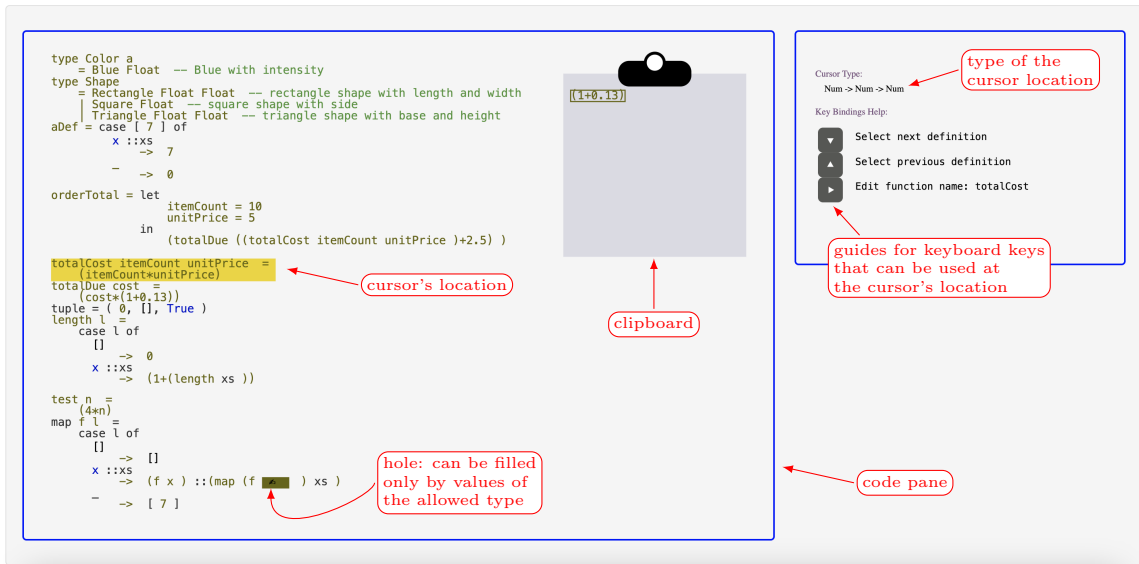 type Color a
= Blue Float -- Blue with intensity
type Shape
= Rectangle Float Float -- rectangle shape with length and width
| Square Float -- square shape with side
| Triangle Float Float -- triangle shape with base and height
aDef = case [ 7 ] of
x ::xs
-> 7
_
-> 0
orderTotal = let
itemCount = 10
unitPrice = 5
in
(totalDue ((totalCost itemCount unitPrice )+2.5) )
totalCost itemCount unitPrice =
(itemCount*unitPrice)
totalDue cost =
(cost*(1+0.13))
tuple = ( 0, [], True )
length l =
case l of
[]
-> 0
x ::xs
-> (1+(length xs ))
test n =
(4*n)
map f l =
case l of
[]
-> []
x ::xs
-> (f x ) ::(map (f ✍ ) xs )
_
-> [ 7 ]
cursor's location
hole: can be filled
only by values of
the allowed type
(1+0.13)
clipboard
Cursor Type:
Num -> Num -> Num
type of the
cursor location
Key Bindings Help:
▼ Select next definition
▲ Select previous definition
► Edit function name: totalCost
guides for keyboard keys
that can be used at
the cursor's location
code pane